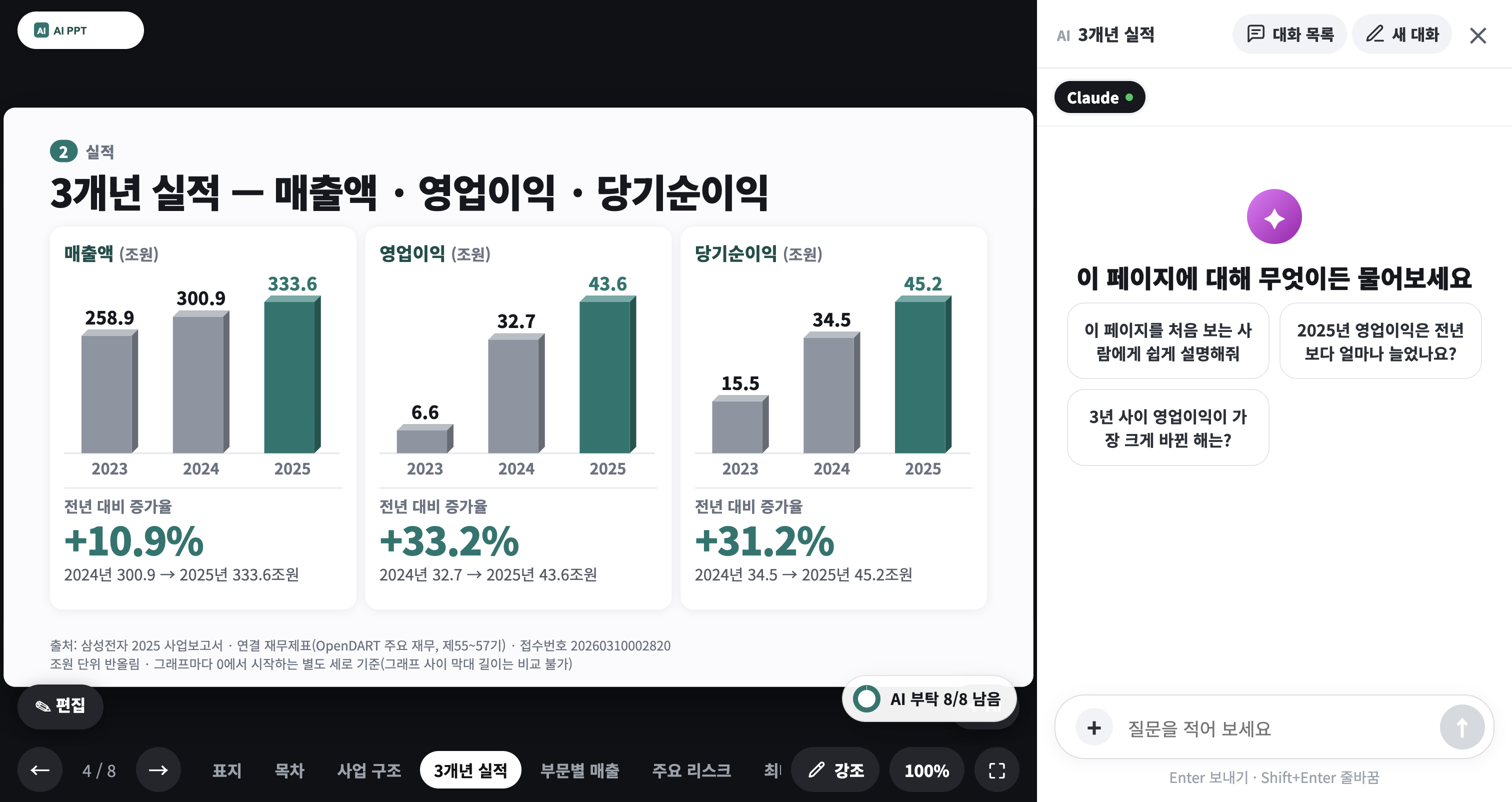 AI AI PPT
2 실적
3개년 실적 — 매출액 · 영업이익 · 당기순이익
매출액 (조원)
258.9
300.9
333.6
2023
2024
2025
전년 대비 증가율
+10.9%
2024년 300.9 → 2025년 333.6조원
영업이익 (조원)
6.6
32.7
43.6
2023
2024
2025
전년 대비 증가율
+33.2%
2024년 32.7 → 2025년 43.6조원
당기순이익 (조원)
15.5
34.5
45.2
2023
2024
2025
전년 대비 증가율
+31.2%
2024년 34.5 → 2025년 45.2조원
출처: 삼성전자 2025 사업보고서 · 연결 재무제표(OpenDART 주요 재무, 제55~57기) · 접수번호 20260310002820
조원 단위 반올림 · 그래프마다 0에서 시작하는 별도 세로 기준(그래프 사이 막대 길이는 비교 불가)
✎ 편집
AI 부탁 8/8 남음
← 4 / 8 → 표지 목차 사업 구조 3개년 실적 부문별 매출 주요 리스크 강조 100%
AI 3개년 실적
대화 목록
새 대화
Claude
이 페이지에 대해 무엇이든 물어보세요
이 페이지를 처음 보는 사
람에게 쉽게 설명해줘
2025년 영업이익은 전년
보다 얼마나 늘었나요?
3년 사이 영업이익이 가
장 크게 바뀐 해는?
+ 질문을 적어 보세요
Enter 보내기 · Shift+Enter 줄바꿈